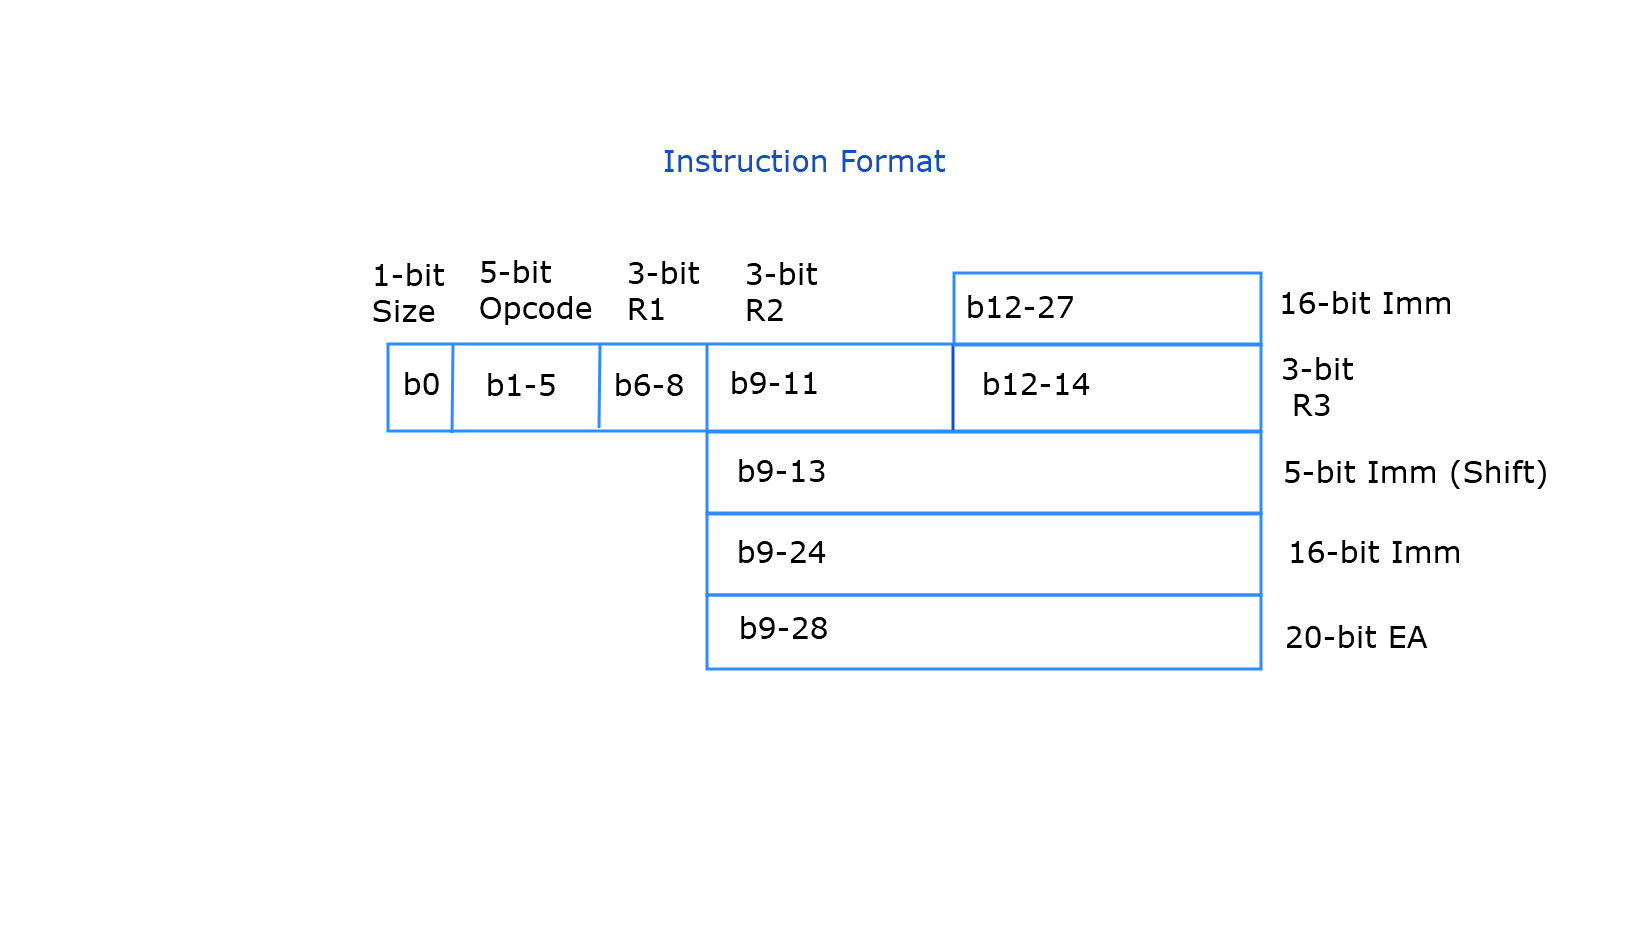 Instruction Format
1-bit
Size
5-bit
Opcode
3-bit
R1
3-bit
R2
b12-27
16-bit Imm
b0
b1-5
b6-8
b9-11
b12-14
3-bit
R3
b9-13
5-bit Imm (Shift)
b9-24
16-bit Imm
b9-28
20-bit EA